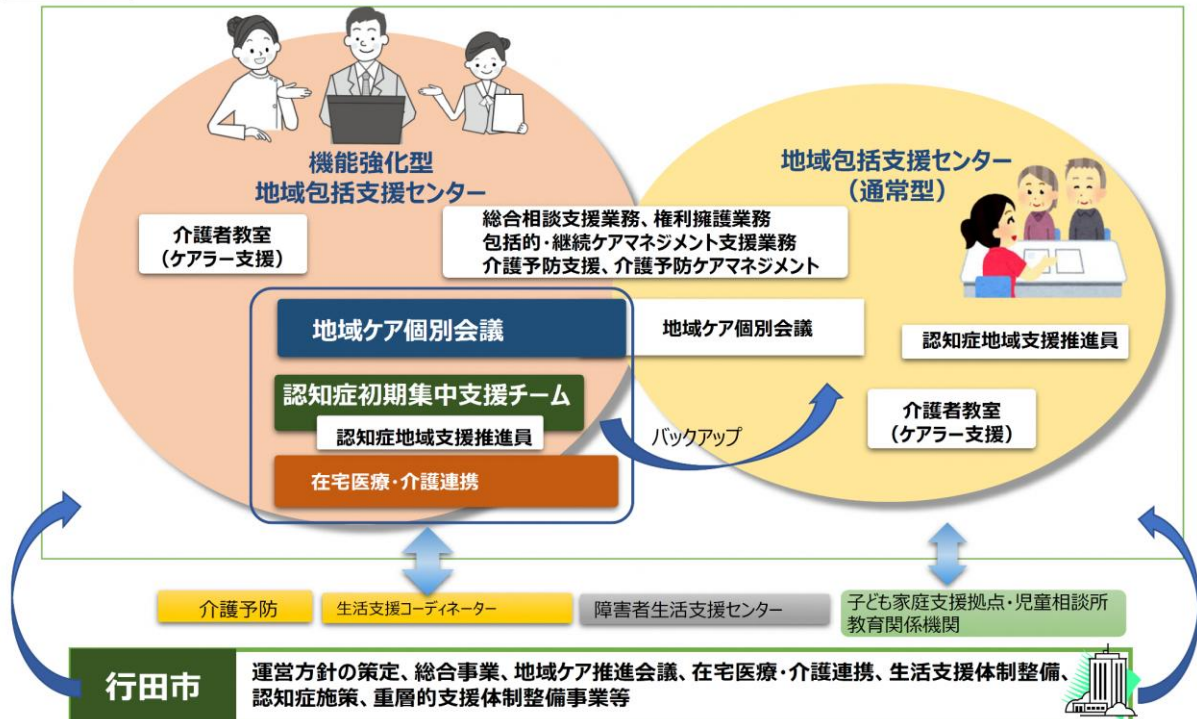 機能強化型
地域包括支援センター
地域包括支援センター
（通常型）
介護者教室
（ケアラー支援）
総合相談支援業務、権利擁護業務
包括的・継続ケアマネジメント支援業務
介護予防支援、介護予防ケアマネジメント
地域ケア個別会議
地域ケア個別会議
認知症地域支援推進員
認知症初期集中支援チーム
認知症地域支援推進員
バックアップ
介護者教室
（ケアラー支援）
在宅医療・介護連携
介護予防
生活支援コーディネーター
障害者生活支援センター
子ども家庭支援拠点・児童相談所
教育関係機関
行田市
運営方針の策定、総合事業、地域ケア推進会議、在宅医療・介護連携、生活支援体制整備、
認知症施策、重層的支援体制整備事業等